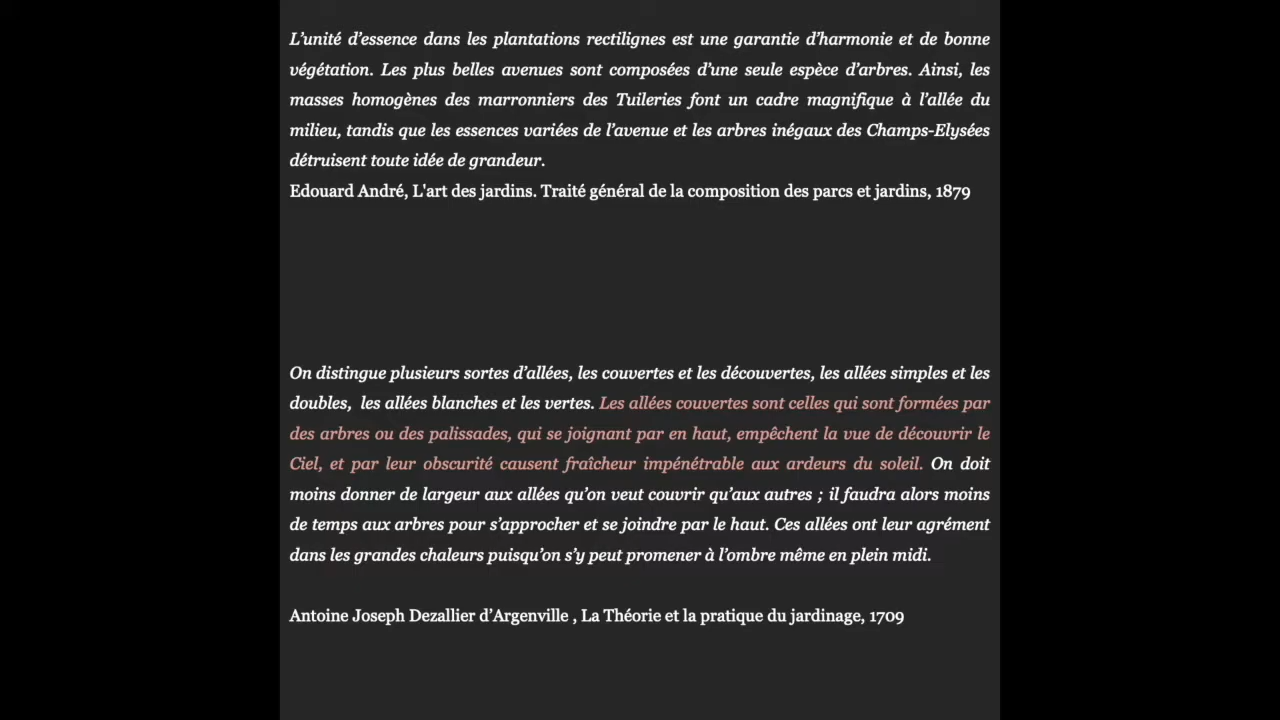 L’unité d’essence dans les plantations rectilignes est une garantie d’harmonie et de bonne
végétation. Les plus belles avenues sont composées d’une seule espèce d’arbres. Ainsi, les
masses homogènes des marronniers des Tuileries font un cadre magnifique à l’allée du
milieu, tandis que les essences variées de l’avenue et les arbres inégaux des Champs-Elysées
détruisent toute idée de grandeur.
Edouard André, L'art des jardins. Traité général de la composition des parcs et jardins, 1879
On distingue plusieurs sortes d’allées, les couvertes et les découvertes, les allées simples et les
doubles,  les allées blanches et les vertes. Les allées couvertes sont celles qui sont formées par
des arbres ou des palissades, qui se joignant par en haut, empêchent la vue de découvrir le
Ciel, et par leur obscurité causent fraîcheur impénétrable aux ardeurs du soleil. On doit
moins donner de largeur aux allées qu’on veut couvrir qu’aux autres ; il faudra alors moins
de temps aux arbres pour s’approcher et se joindre par le haut. Ces allées ont leur agrément
dans les grandes chaleurs puisqu’on s’y peut promener à l’ombre même en plein midi.
Antoine Joseph Dezallier d’Argenville , La Théorie et la pratique du jardinage, 1709